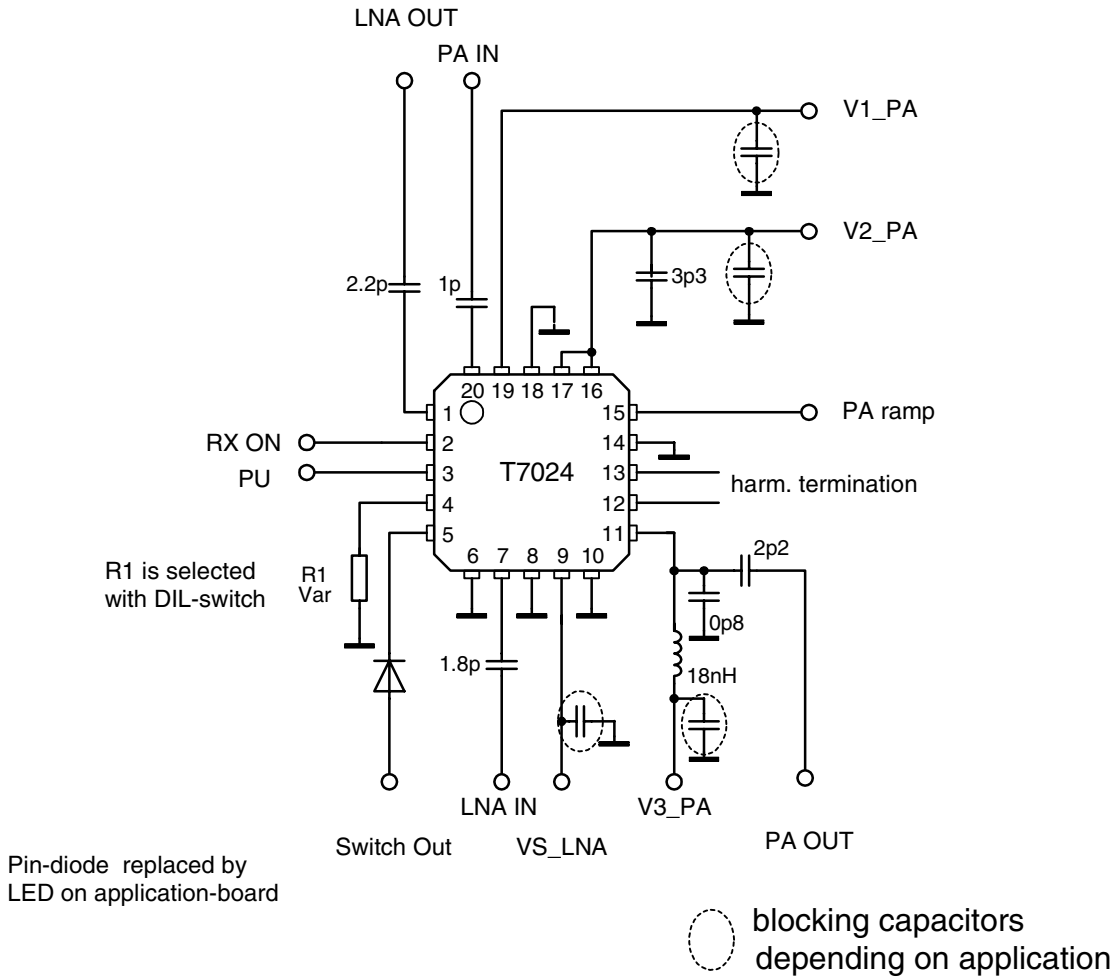 LNA OUT
PA IN
V1_PA
V2_PA
2.2p
1p
3p3
20 19 18 17 16
1
15
PA ramp
RX ON
2
14
PU
3
T7024
13
harm. termination
4
12
5
11
6 7 8 9 10
2p2
R1 is selected
with DIL-switch
R1
Var
0p8
1.8p
18nH
LNA IN
V3_PA
Switch Out
VS_LNA
PA OUT
Pin-diode replaced by
LED on application-board
blocking capacitors
depending on application